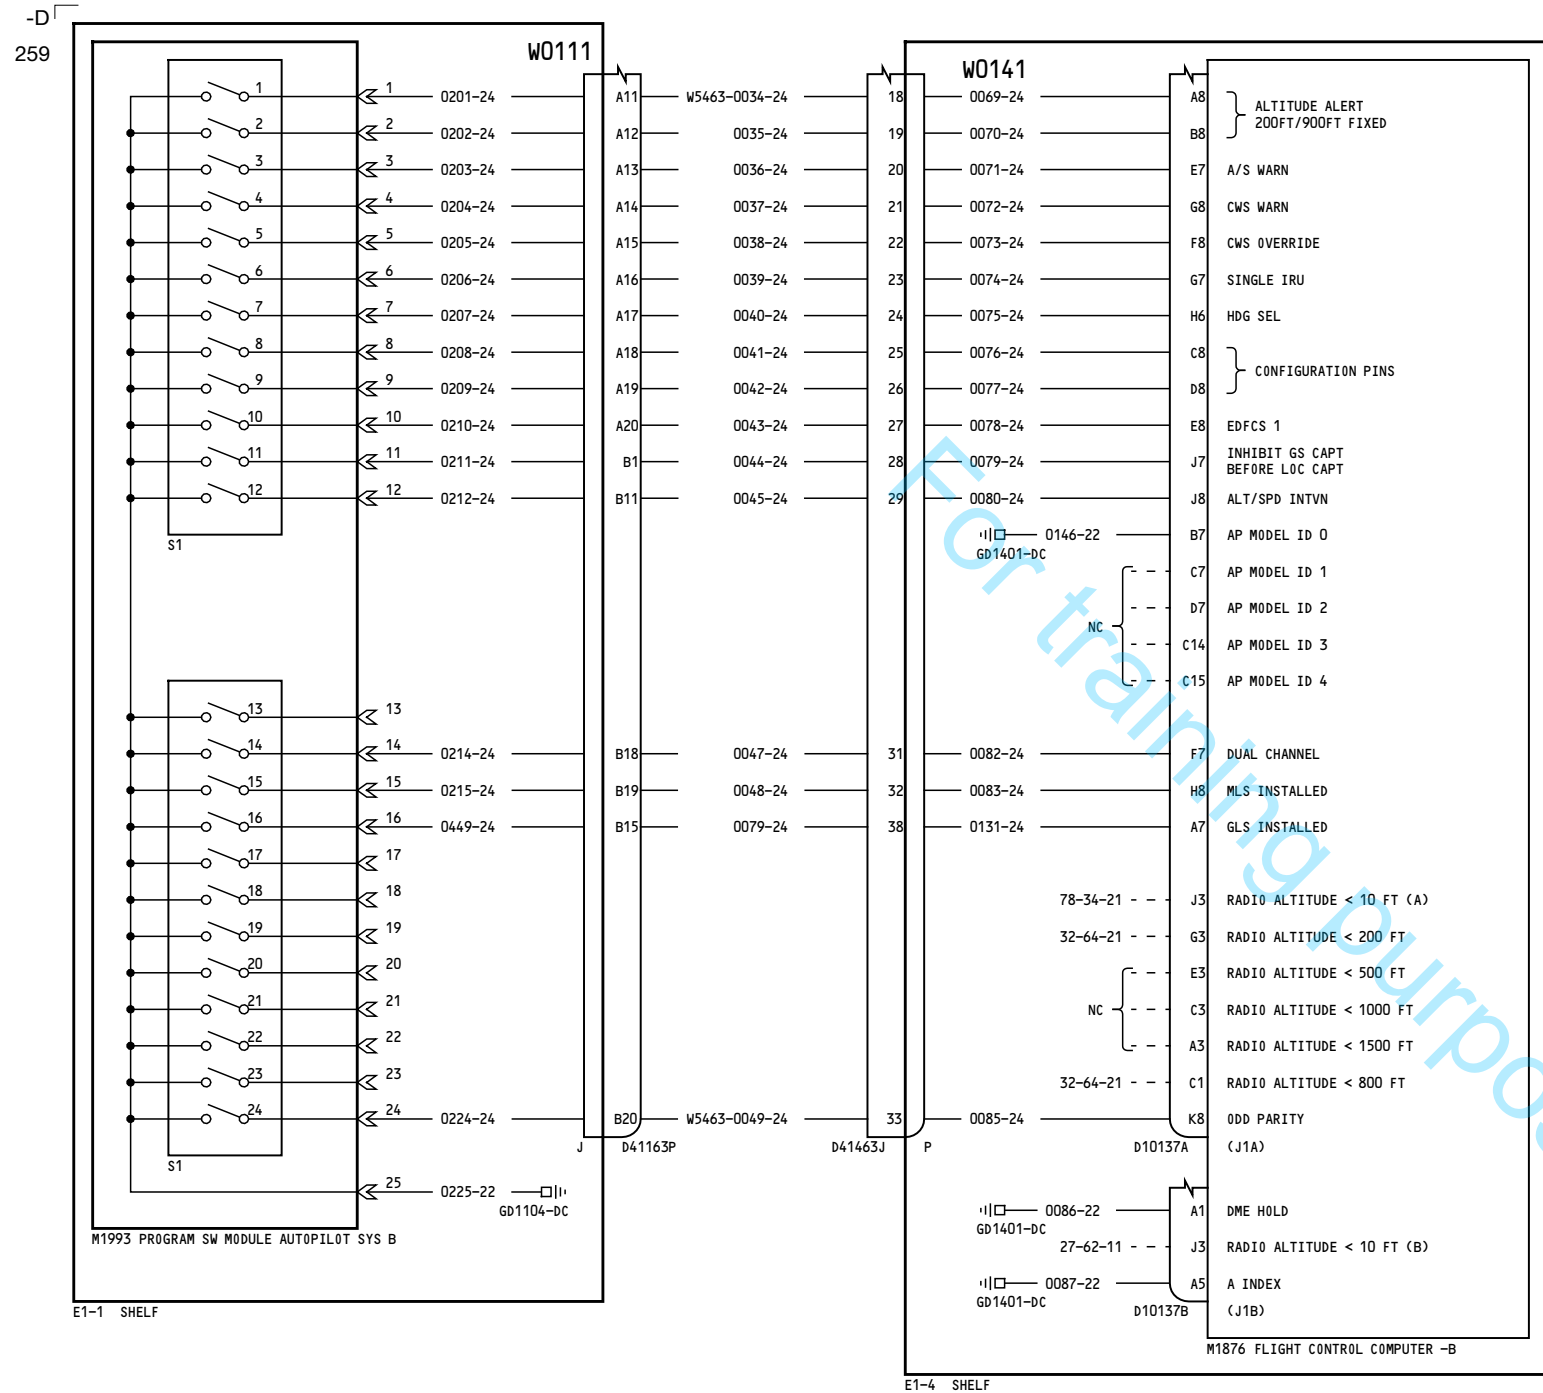 -D
259
W0111
W0141
1 1 0201-24 A11 W5463-0034-24 18 0069-24 A8
ALTITUDE ALERT
200FT/900FT FIXED
2 2 0202-24 A12 0035-24 19 0070-24 B8
3 3 0203-24 A13 0036-24 20 0071-24 E7 A/S WARN
4 4 0204-24 A14 0037-24 21 0072-24 G8 CWS WARN
5 5 0205-24 A15 0038-24 22 0073-24 F8 CWS OVERRIDE
6 6 0206-24 A16 0039-24 23 0074-24 G7 SINGLE IRU
7 7 0207-24 A17 0040-24 24 0075-24 H6 HDG SEL
8 8 0208-24 A18 0041-24 25 0076-24 C8
CONFIGURATION PINS
9 9 0209-24 A19 0042-24 26 0077-24 D8
10 10 0210-24 A20 0043-24 27 0078-24 E8 EDFCS 1
11 11 0211-24 B1 0044-24 28 0079-24 J7 INHIBIT GS CAPT
BEFORE LOC CAPT
12 12 0212-24 B11 0045-24 29 0080-24 J8 ALT/SPD INTVN
S1
0146-22 B7 AP MODEL ID 0
GD1401-DC
C7 AP MODEL ID 1
D7 AP MODEL ID 2
NC
C14 AP MODEL ID 3
C15 AP MODEL ID 4
13 13
14 14 0214-24 B18 0047-24 31 0082-24 F7 DUAL CHANNEL
15 15 0215-24 B19 0048-24 32 0083-24 H8 MLS INSTALLED
16 16 0449-24 B15 0079-24 38 0131-24 A7 GLS INSTALLED
17 17
18 18 78-34-21 J3 RADIO ALTITUDE < 10 FT (A)
19 19 32-64-21 G3 RADIO ALTITUDE < 200 FT
20 20 E3 RADIO ALTITUDE < 500 FT
21 21 NC C3 RADIO ALTITUDE < 1000 FT
22 22 A3 RADIO ALTITUDE < 1500 FT
23 23 32-64-21 C1 RADIO ALTITUDE < 800 FT
24 24 0224-24 B20 W5463-0049-24 33 0085-24 K8 ODD PARITY
J D41163P D41463J P D10137A (J1A)
S1
25 0225-22
GD1104-DC
0086-22 A1 DME HOLD
GD1401-DC
M1993 PROGRAM SW MODULE AUTOPILOT SYS B
27-62-11 J3 RADIO ALTITUDE < 10 FT (B)
0087-22 A5 A INDEX
GD1401-DC
D10137B (J1B)
E1-1 SHELF
M1876 FLIGHT CONTROL COMPUTER -B
E1-4 SHELF
For training purpo